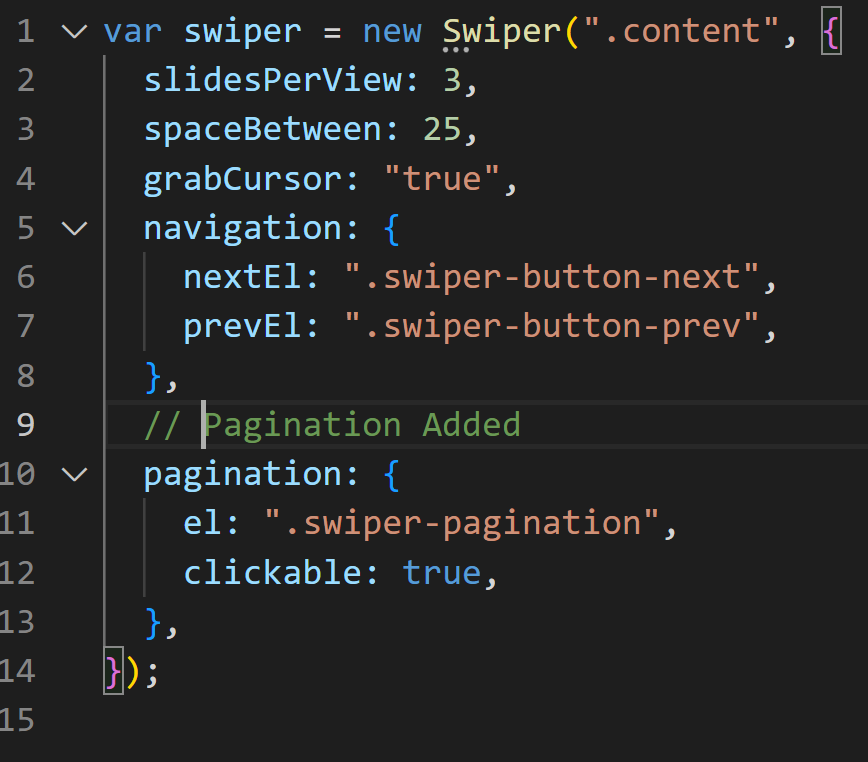 1 var swiper = new Swiper(".content", {
2 slidesPerView: 3,
3 spaceBetween: 25,
4 grabCursor: "true",
5 navigation: {
6 nextEl: ".swiper-button-next",
7 prevEl: ".swiper-button-prev",
8 },
9 // Pagination Added
10 pagination: {
11 el: ".swiper-pagination",
12 clickable: true,
13 },
14 });
15